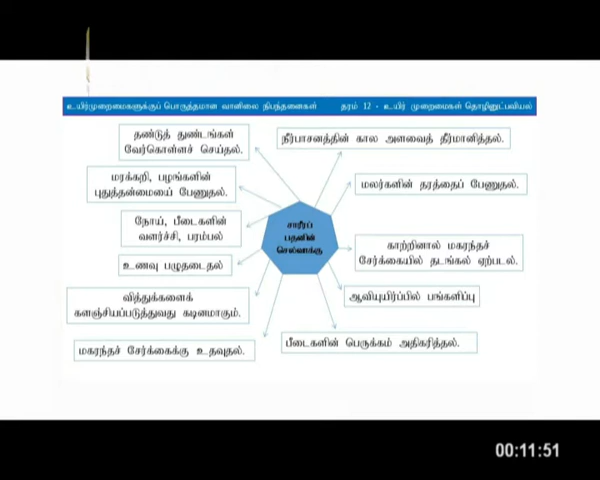 உயிர்முறைமைகளுக்குப் பொருத்தமான வானிலை நிபந்தனைகள்
தரம் 12 - உயிர் முறைமைகள் தொழினுட்பவியல்
தண்டுத் துண்டங்கள்
வேர்கொள்ளச் செய்தல்.
நீர்பாசனத்தின் கால அளவைத் தீர்மானித்தல்.
மரக்கறி, பழங்களின்
புதுத்தன்மையைப் பேணுதல்.
மலர்களின் தரத்தைப் பேணுதல்.
நோய், பீடைகளின்
வளர்ச்சி, பரம்பல்
சாரீரப்
பதனின்
செல்வாக்கு
காற்றினால் மகரந்தச்
சேர்க்கையில் தடங்கல் ஏற்படல்.
உணவு பழுதடைதல்
வித்துக்களைக்
களஞ்சியப்படுத்துவது கடினமாகும்.
ஆவியுயிர்ப்பில் பங்களிப்பு
மகரந்தச் சேர்க்கைக்கு உதவுதல்.
பீடைகளின் பெருக்கம் அதிகரித்தல்.
00:11:51